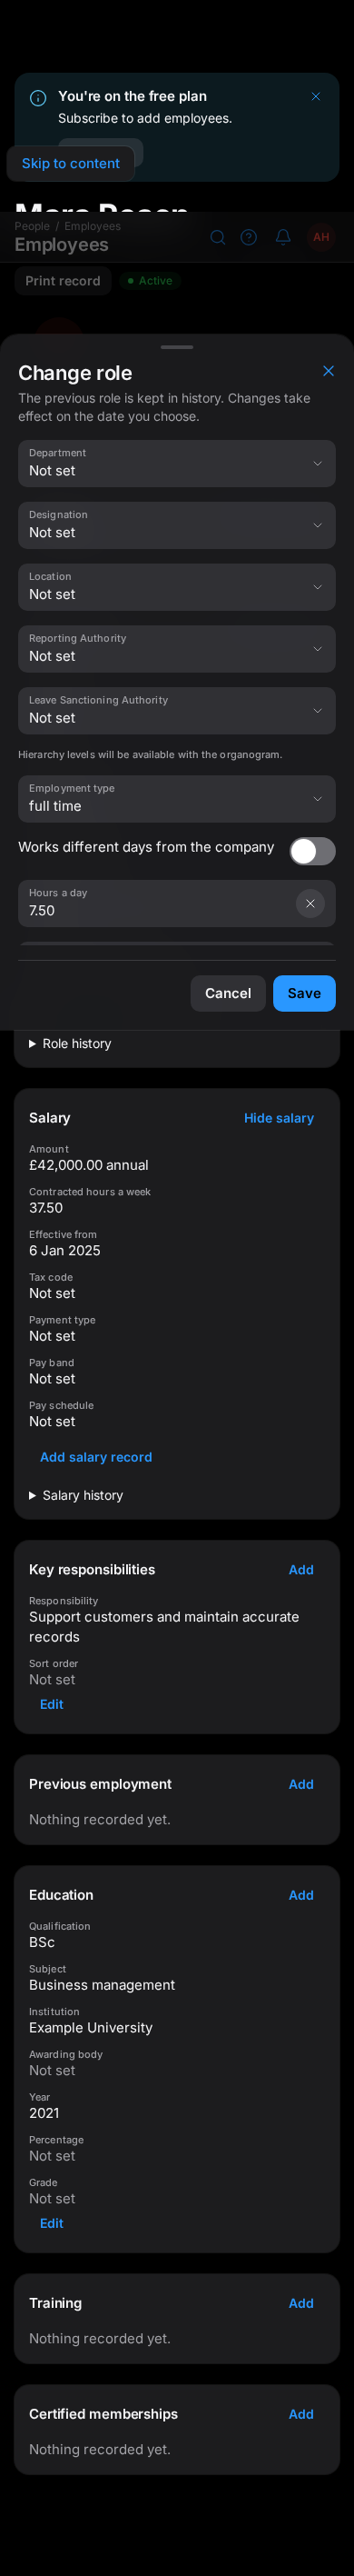 You're on the free plan
Subscribe to add employees.
Skip to content
People / Employees
Employees
AH
Print record
Active
Change role
The previous role is kept in history. Changes take
effect on the date you choose.
Department
Not set
Designation
Not set
Location
Not set
Reporting Authority
Not set
Leave Sanctioning Authority
Not set
Hierarchy levels will be available with the organogram.
Employment type
full time
Works different days from the company
Hours a day
7.50
Cancel
Save
Role history
Salary
Hide salary
Amount
£42,000.00 annual
Contracted hours a week
37.50
Effective from
6 Jan 2025
Tax code
Not set
Payment type
Not set
Pay band
Not set
Pay schedule
Not set
Add salary record
Salary history
Key responsibilities
Add
Responsibility
Support customers and maintain accurate
records
Sort order
Not set
Edit
Previous employment
Add
Nothing recorded yet.
Education
Add
Qualification
BSc
Subject
Business management
Institution
Example University
Awarding body
Not set
Year
2021
Percentage
Not set
Grade
Not set
Edit
Training
Add
Nothing recorded yet.
Certified memberships
Add
Nothing recorded yet.